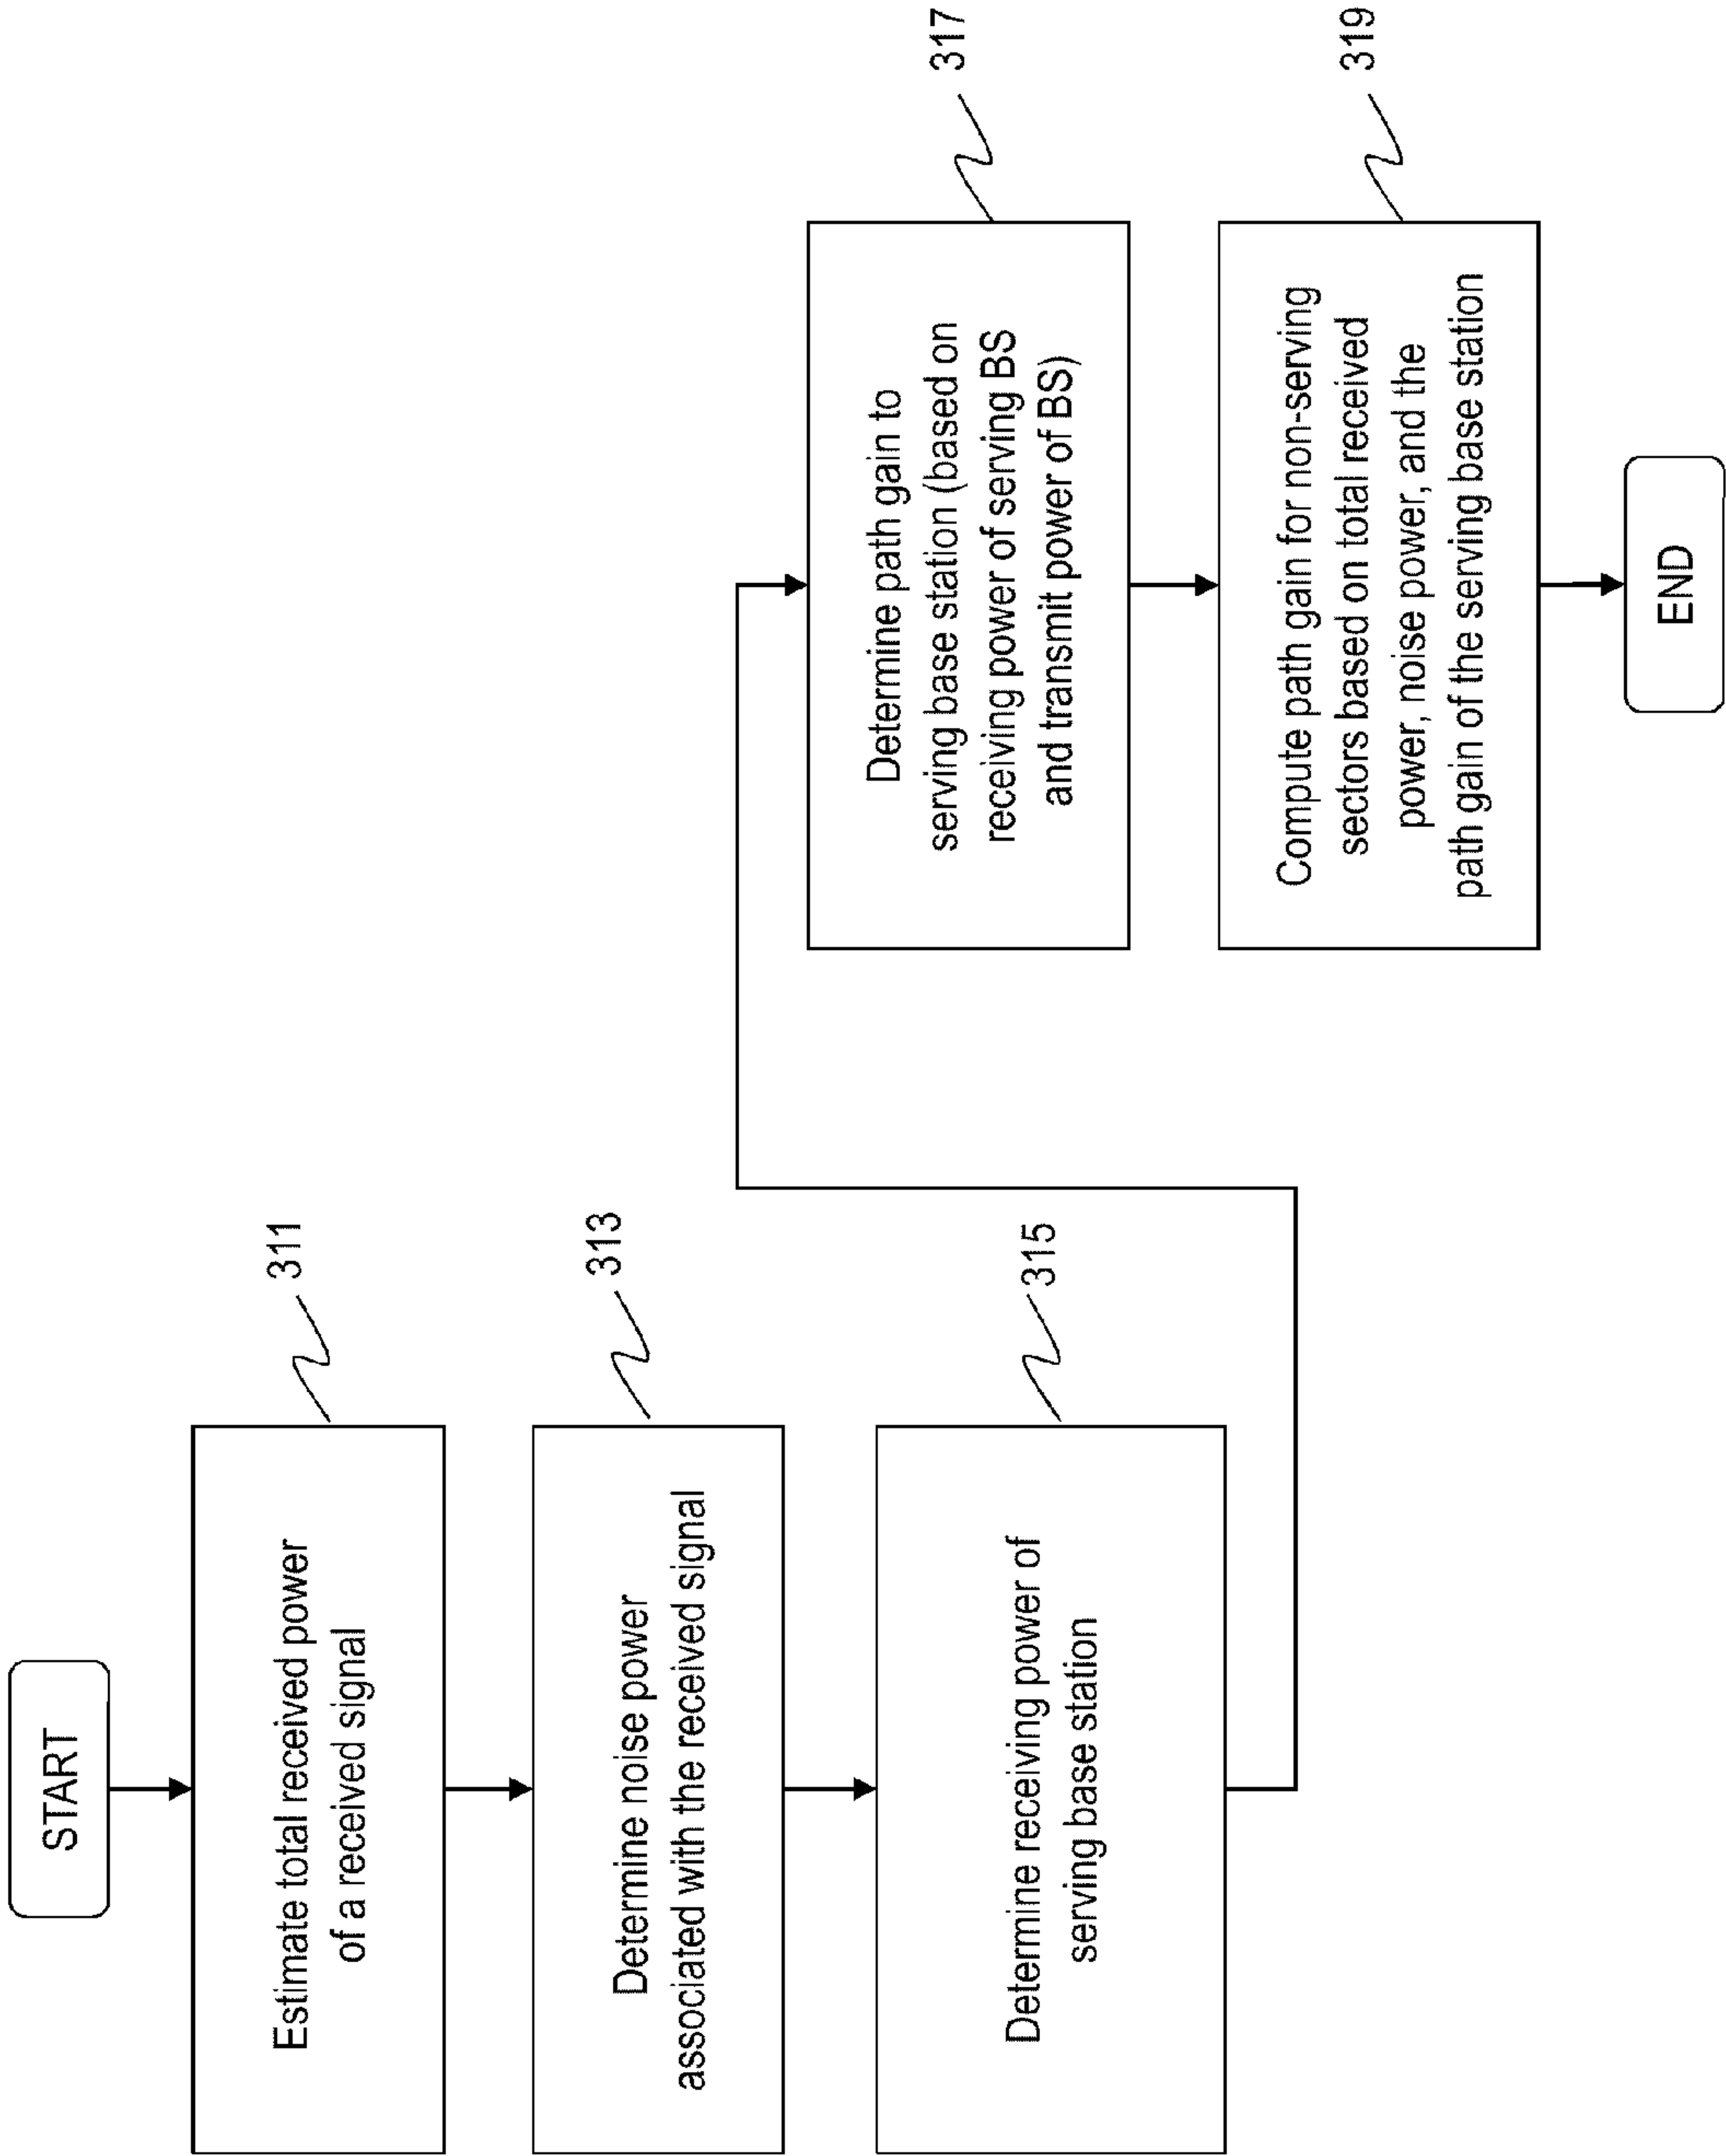 START
Estimate total received power
of a received signal
311
Determine noise power
associated with the received signal
313
Determine receiving power of
serving base station
315
Determine path gain to
serving base station (based on
receiving power of serving BS
and transmit power of BS)
317
Compute path gain for non-serving
sectors based on total received
power, noise power, and the
path gain of the serving base station
319
END